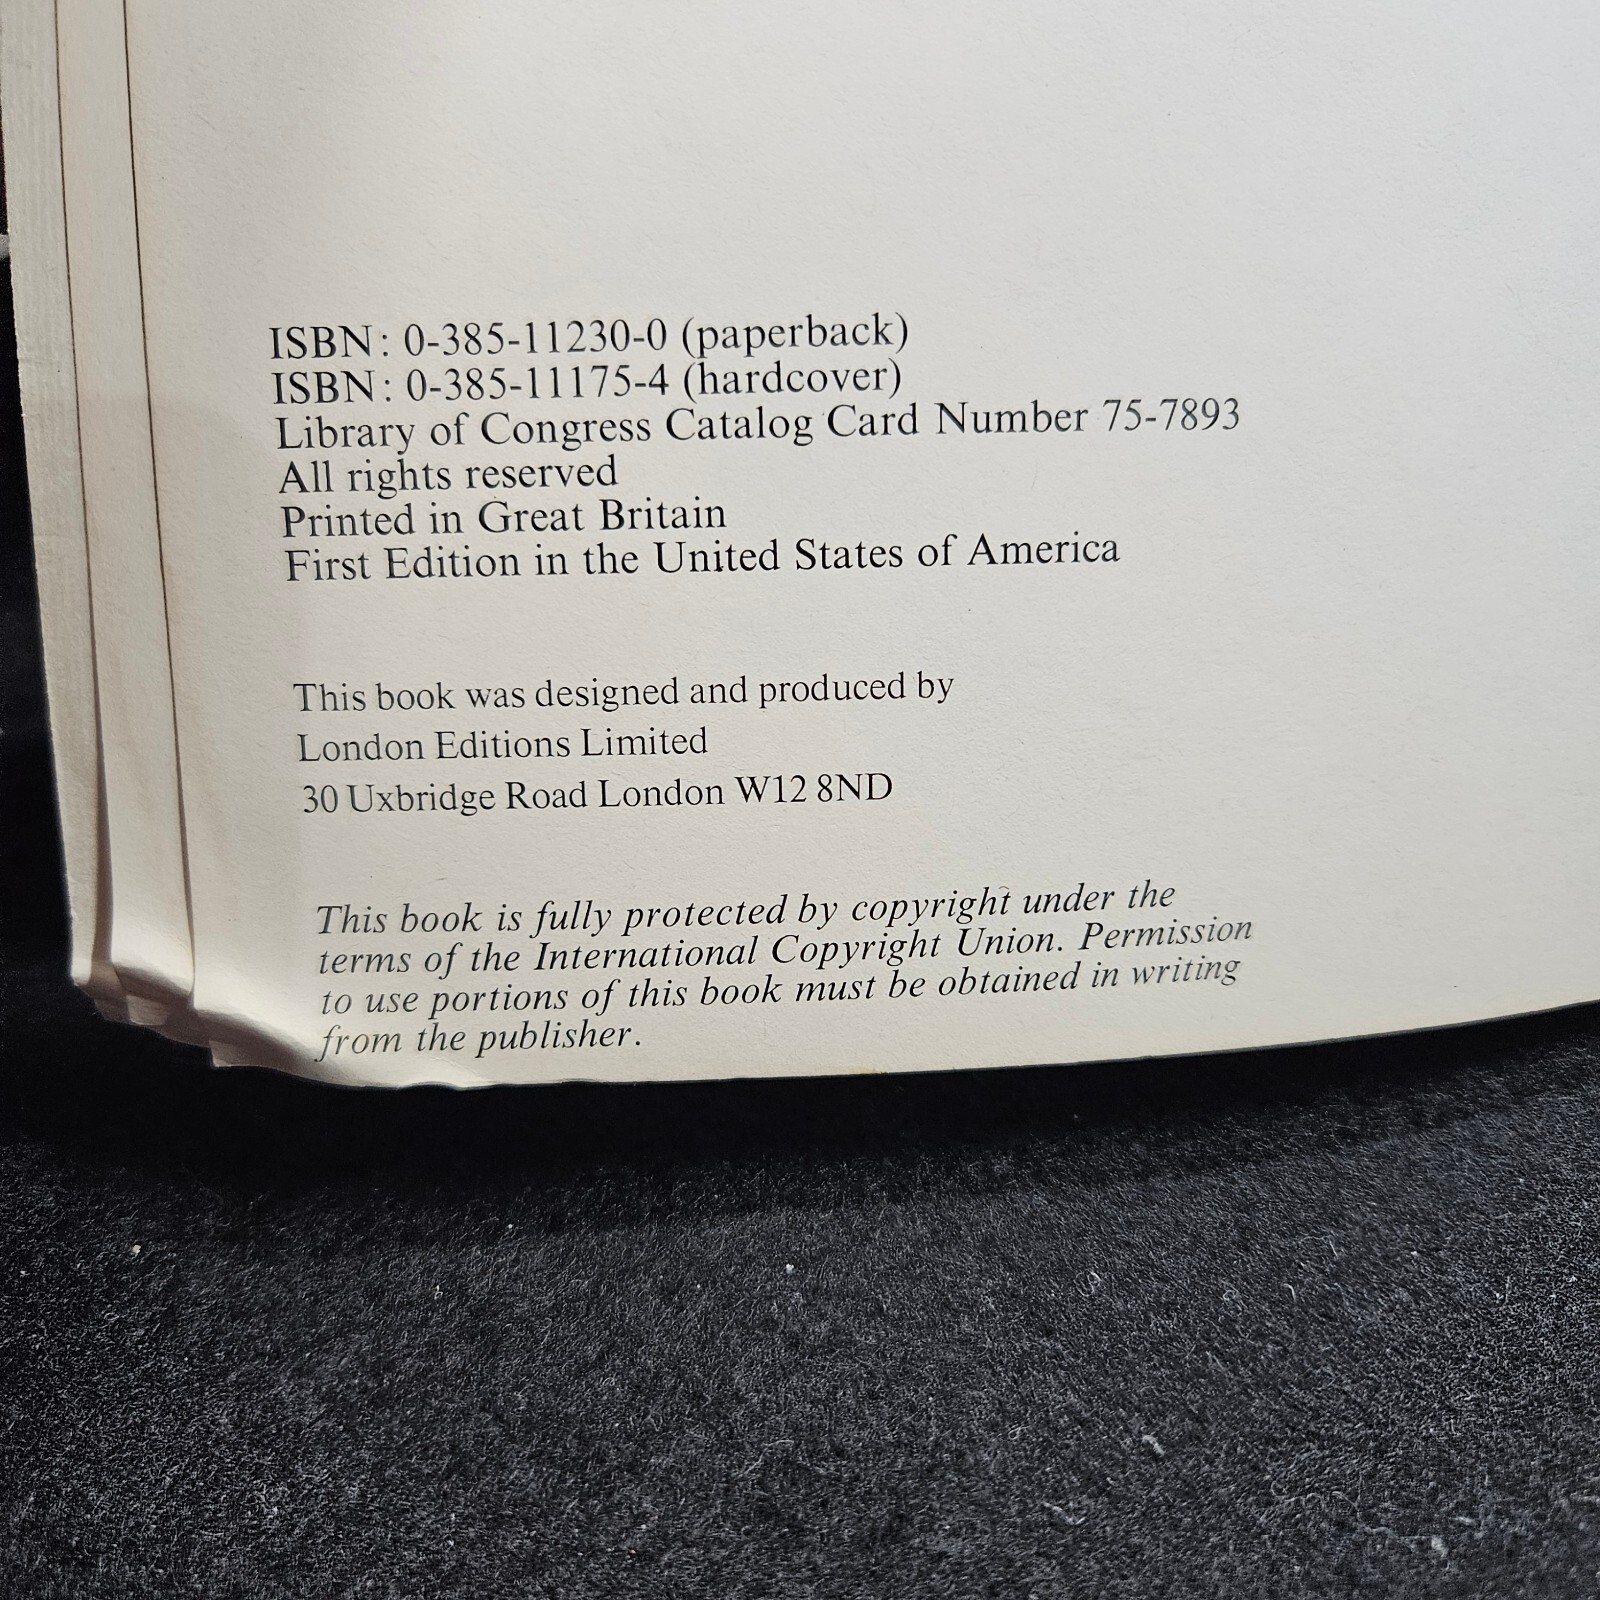 ISBN: 0-385-11230-0 (paperback)
ISBN: 0-385-11175-4 (hardcover)
Library of Congress Catalog Card Number 75-7893
All rights reserved
Printed in Great Britain
First Edition in the United States of America
This book was designed and produced by
London Editions Limited
30 Uxbridge Road London W12 8ND
This book is fully protected by copyright under the
terms of the International Copyright Union. Permission
to use portions of this book must be obtained in writing
from the publisher.